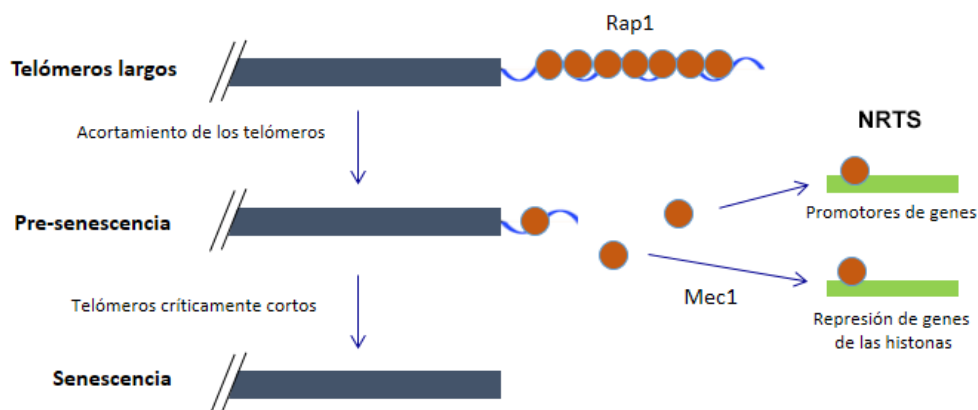 Rap1
Telómeros largos
Acortamiento de los telómeros
NRTS
Promotores de genes
Pre-senescencia
Mec1
Telómeros críticamente cortos
Represión de genes
de las histonas
Senescencia